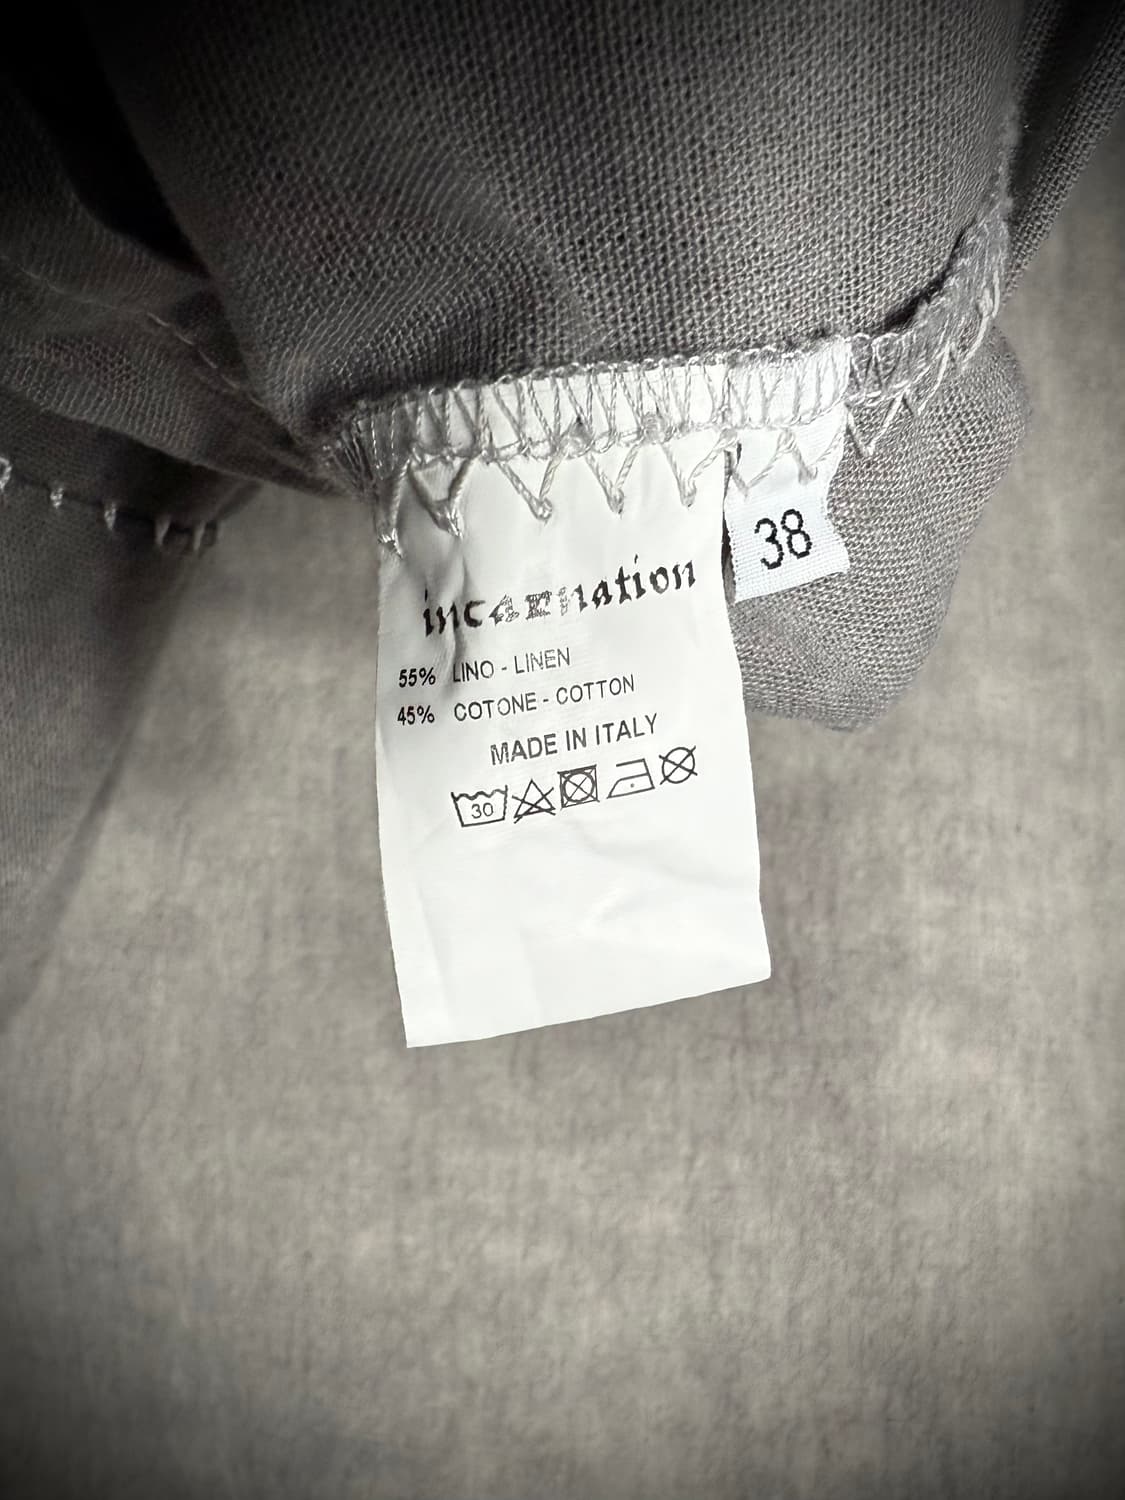 incarnation
38
55% LINO - LINEN
45% COTONE - COTTON
MADE IN ITALY
30